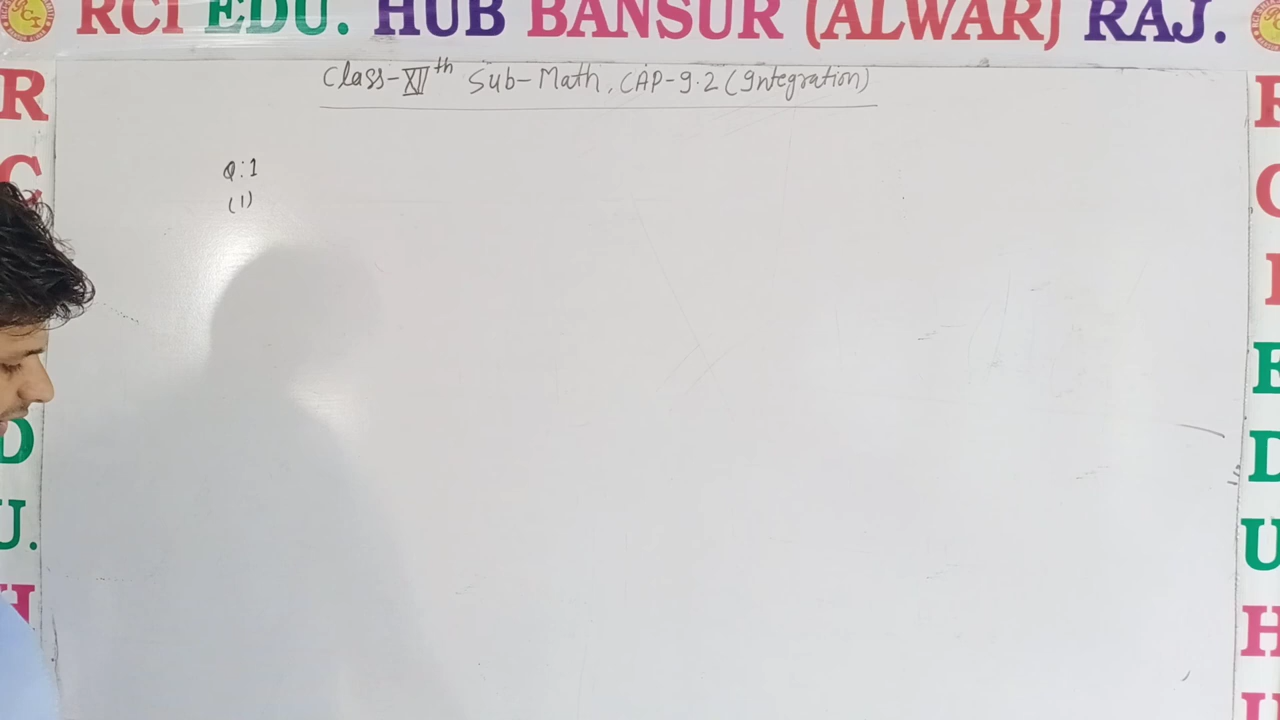 RCI EDU. HUB BANSUR (ALWAR) RAJ.
Class-XIth Sub-Math, CAP-9.2 (Integration)
Q:1
(1)
R
C
D
U.
H
R
C
I
E
D
U
H
U